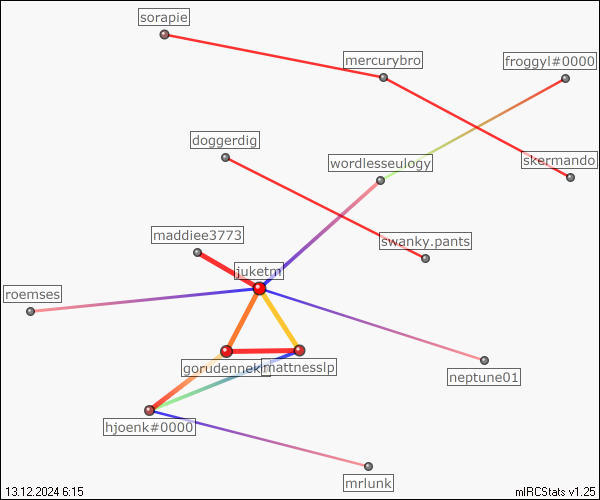 sorapie
mercurybro
froggyl#0000
doggerdig
wordlesseulogy
skermando
maddiee3773
swanky.pants
juketm
roemses
mattnesslp
neptune01
hjoenk#0000
mrlunk
13.12.2024 6:15
mIRCStats v1.25